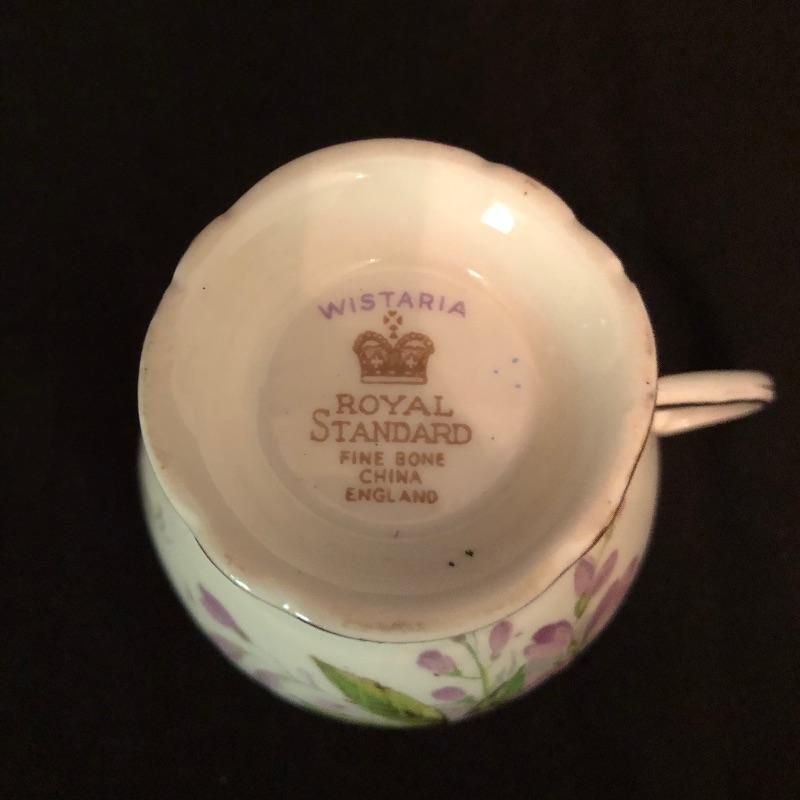 WISTARIA
ROYAL
STANDARD
FINE BONE
CHINA
ENGLAND